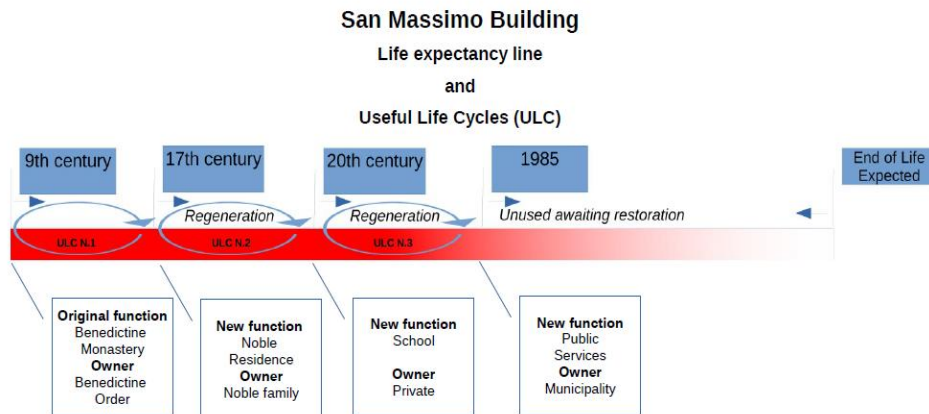 San Massimo Building
Life expectancy line
and
Useful Life Cycles (ULC)
9th century
17th century
20th century
1985
End of Life
Expected
Regeneration
Regeneration
Unused awaiting restoration
ULC N.1
ULC N.2
ULC N.3
Original function
Benedictine
Monastery
Owner
Benedictine
Order
New function
Noble
Residence
Owner
Noble family
New function
School
Owner
Private
New function
Public
Services
Owner
Municipality